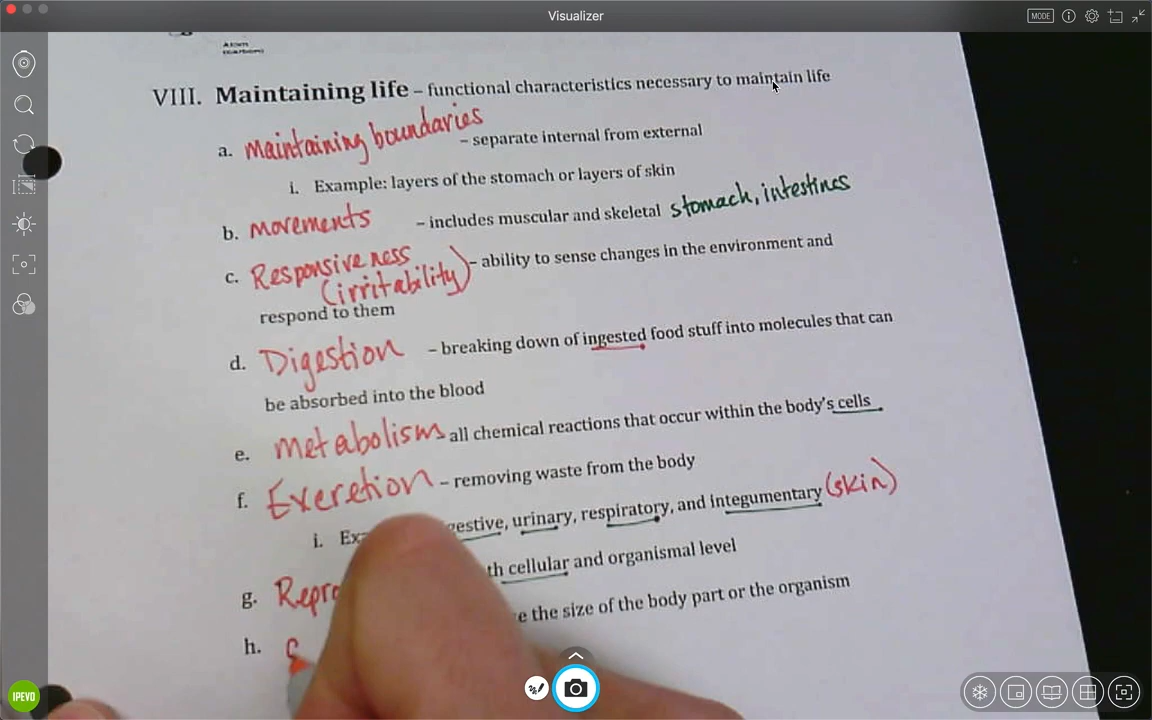 Visualizer
MODE
VIII. Maintaining life – functional characteristics necessary to maintain life
a. maintaining boundaries – separate internal from external
i. Example: layers of the stomach or layers of skin
b. movements – includes muscular and skeletal stomach, intestines
c. Responsiveness (irritability) – ability to sense changes in the environment and
respond to them
d. Digestion – breaking down of ingested food stuff into molecules that can
be absorbed into the blood
e. Metabolism all chemical reactions that occur within the body's cells
f. Excretion – removing waste from the body
i. urinary, respiratory, and integumentary (skin)
g. cellular and organismal level
h. the size of the body part or the organism
IPEVO